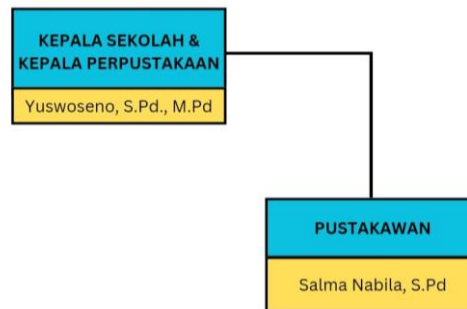 KEPALA SEKOLAH &
KEPALA PERPUSTAKAAN
Yuswoseno, S.Pd., M.Pd
PUSTAKAWAN
Salma Nabila, S.Pd